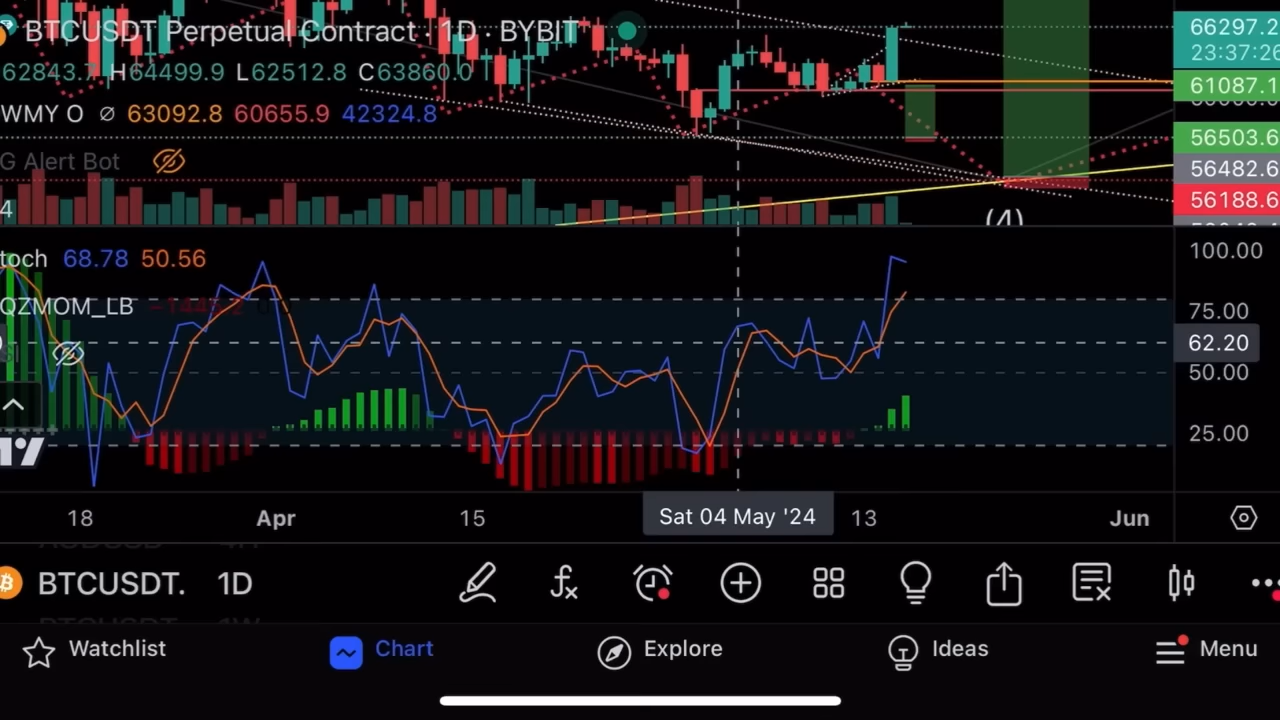 BTCUSDT Perpetual Contract · 1D · BYBIT
62843.7 H64499.9 L62512.8 C63860.0
WMY O ∅ 63092.8 60655.9 42324.8
G Alert Bot
4
66297.2
23:37:26
61087.1
56503.6
56482.6
56188.6
(4)
toch 68.78 50.56
QZMOM_LB
100.00
75.00
62.20
50.00
25.00
18 Apr 15 Sat 04 May '24 13 Jun
BTCUSDT. 1D
Watchlist Chart Explore Ideas Menu